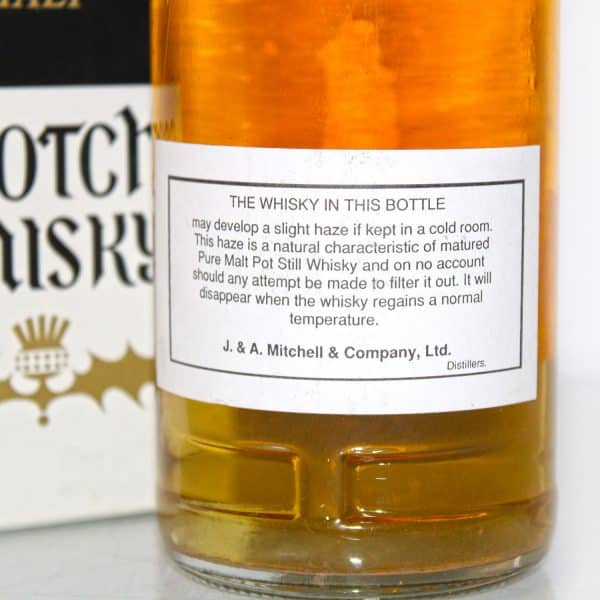 THE WHISKY IN THIS BOTTLE
may develop a slight haze if kept in a cold room.
This haze is a natural characteristic of matured
Pure Malt Pot Still Whisky and on no account
should any attempt be made to filter it out. It will
disappear when the whisky regains a normal
temperature.
J. & A. Mitchell & Company, Ltd.
Distillers.